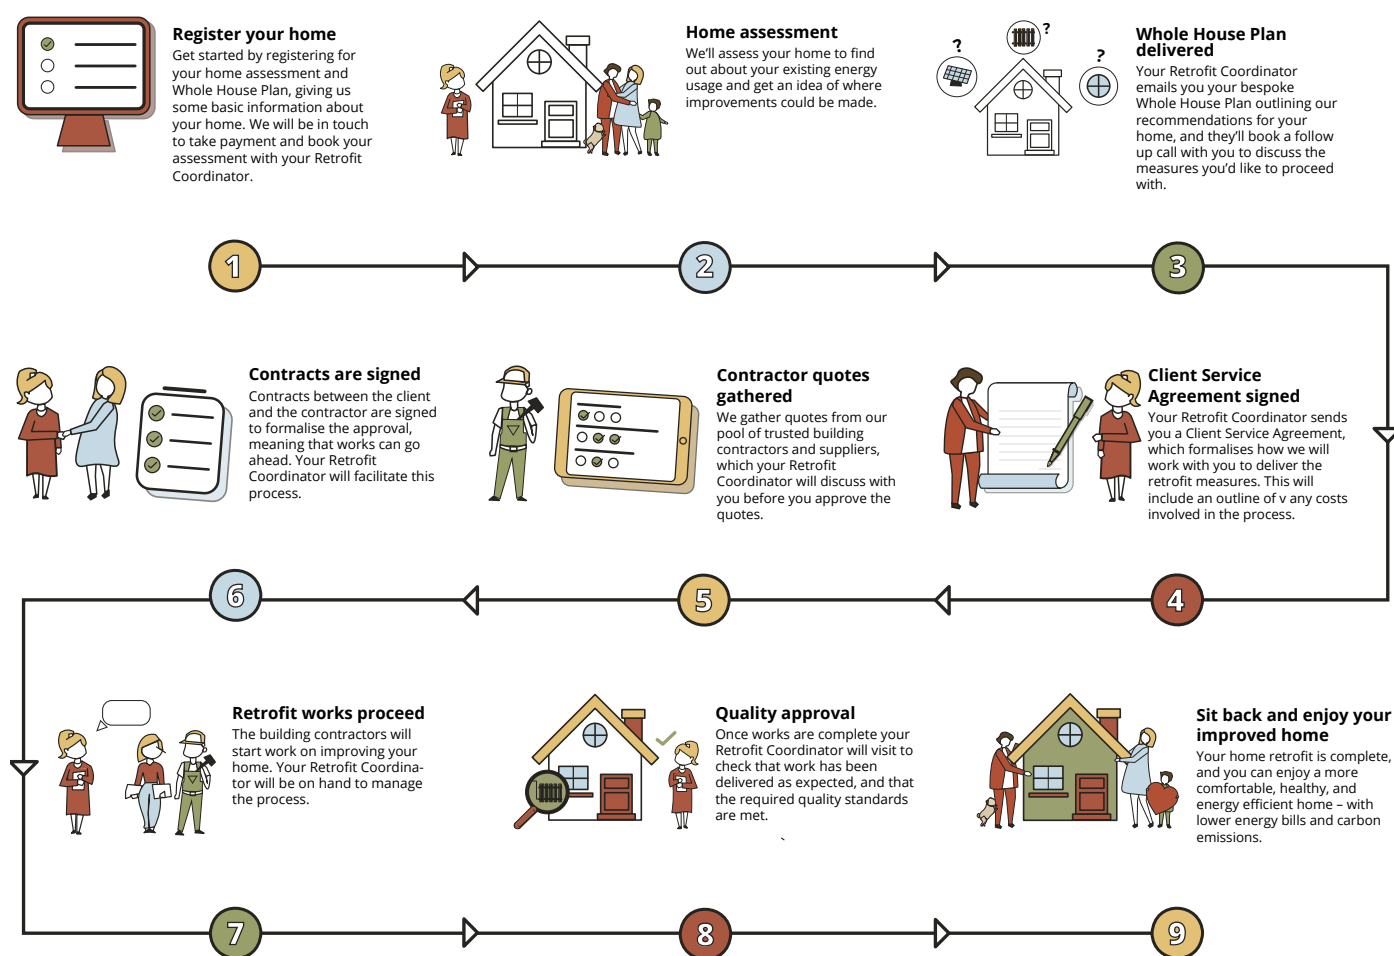 Register your home
Get started by registering for
your home assessment and
Whole House Plan, giving us
some basic information about
your home. We will be in touch
to take payment and book your
assessment with your Retrofit
Coordinator.
Home assessment
We'll assess your home to find
out about your existing energy
usage and get an idea of where
improvements could be made.
? ? ?
Whole House Plan
delivered
Your Retrofit Coordinator
emails you your bespoke
Whole House Plan outlining our
recommendations for your
home, and they'll book a follow
up call with you to discuss the
measures you'd like to proceed
with.
1
2
3
Client Service
Agreement signed
Your Retrofit Coordinator sends
you a Client Service Agreement,
which formalises how we will
work with you to deliver the
retrofit measures. This will
include an outline of v any costs
involved in the process.
Contractor quotes
gathered
We gather quotes from our
pool of trusted building
contractors and suppliers,
which your Retrofit
Coordinator will discuss with
you before you approve the
quotes.
Contracts are signed
Contracts between the client
and the contractor are signed
to formalise the approval,
meaning that works can go
ahead. Your Retrofit
Coordinator will facilitate this
process.
4
5
6
Retrofit works proceed
The building contractors will
start work on improving your
home. Your Retrofit Coordina-
tor will be on hand to manage
the process.
Quality approval
Once works are complete your
Retrofit Coordinator will visit to
check that work has been
delivered as expected, and that
the required quality standards
are met.
`
Sit back and enjoy your
improved home
Your home retrofit is complete,
and you can enjoy a more
comfortable, healthy, and
energy efficient home – with
lower energy bills and carbon
emissions.
7
8
9